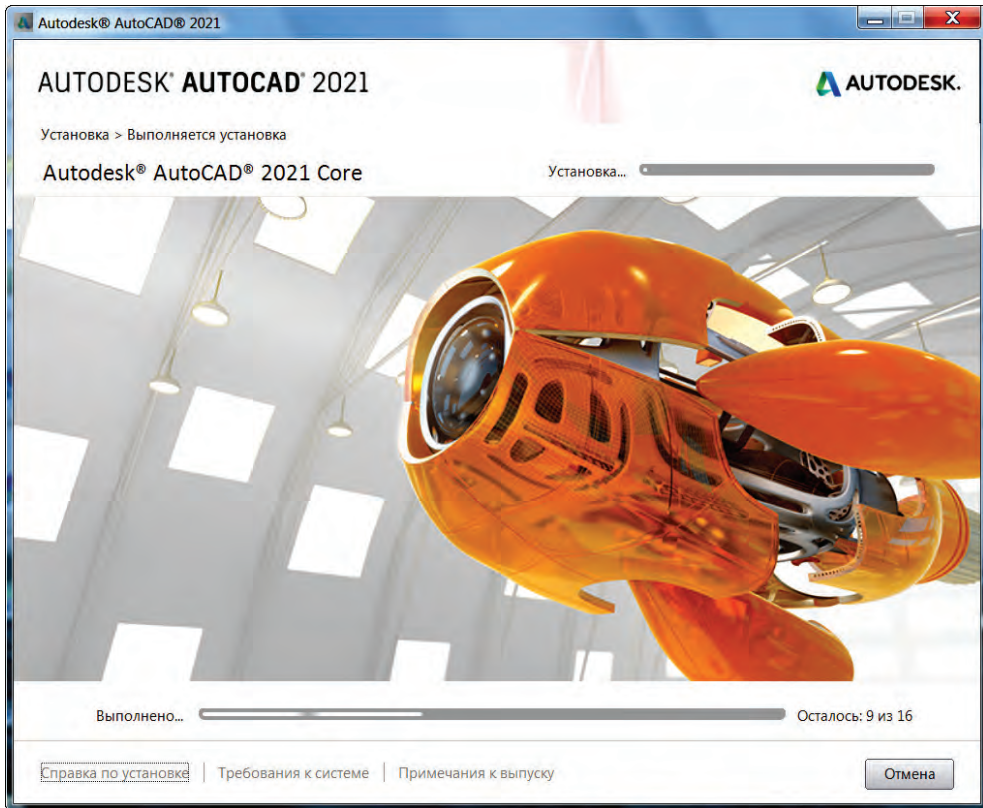 Autodesk® AutoCAD® 2021
AUTODESK® AUTOCAD® 2021
AUTODESK.
Установка > Выполняется установка
Autodesk® AutoCAD® 2021 Core
Установка...
Выполнено...
Осталось: 9 из 16
Справка по установке | Требования к системе | Примечания к выпуску
Отмена